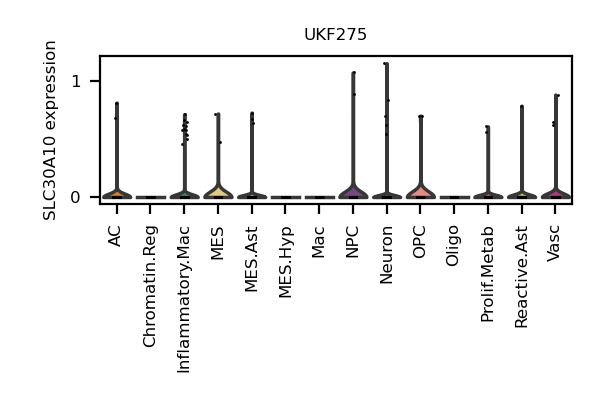 UKF275
SLC30A10 expression
1
0
AC
Chromatin.Reg
Inflammatory.Mac
MES
MES.Ast
MES.Hyp
Mac
NPC
Neuron
OPC
Oligo
Prolif.Metab
Reactive.Ast
Vasc